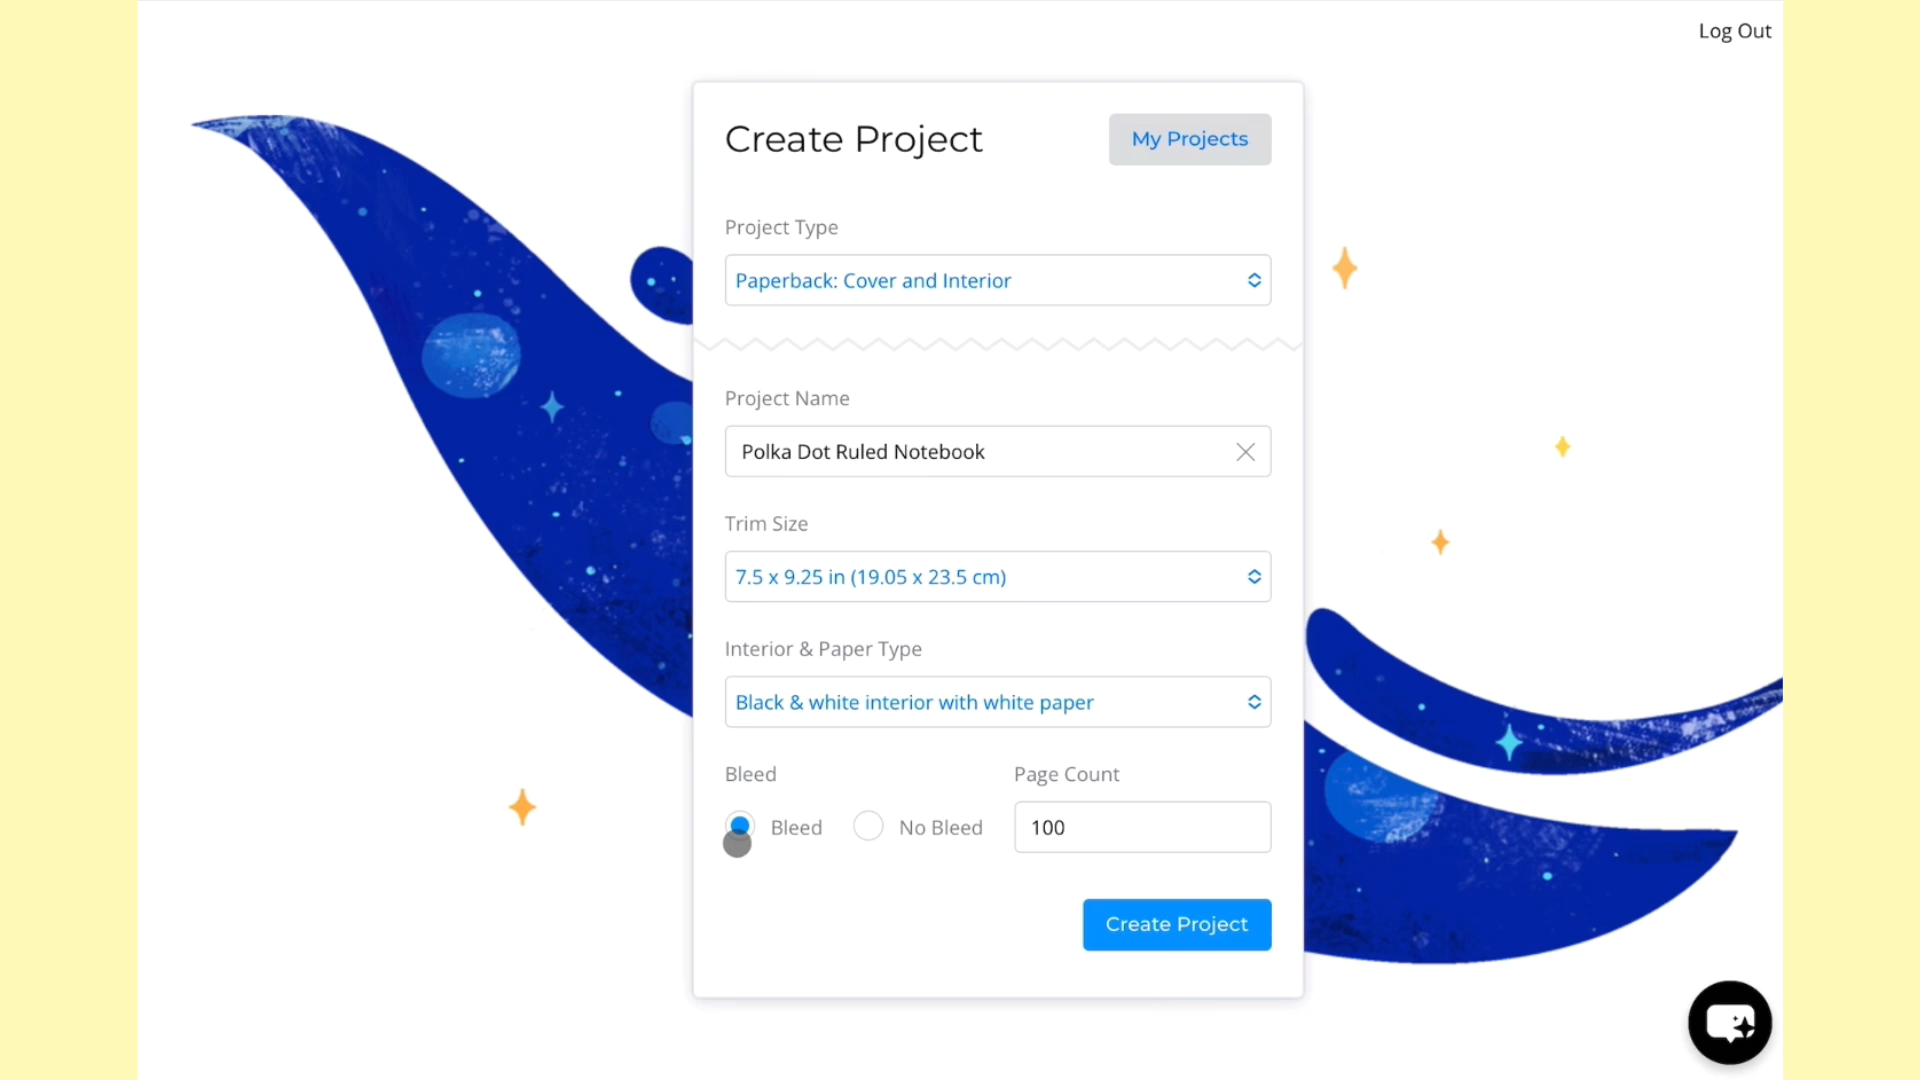 Log Out
Create Project
My Projects
Project Type
Paperback: Cover and Interior
Project Name
Polka Dot Ruled Notebook
Trim Size
7.5 x 9.25 in (19.05 x 23.5 cm)
Interior & Paper Type
Black & white interior with white paper
Bleed
Page Count
Bleed
No Bleed
100
Create Project